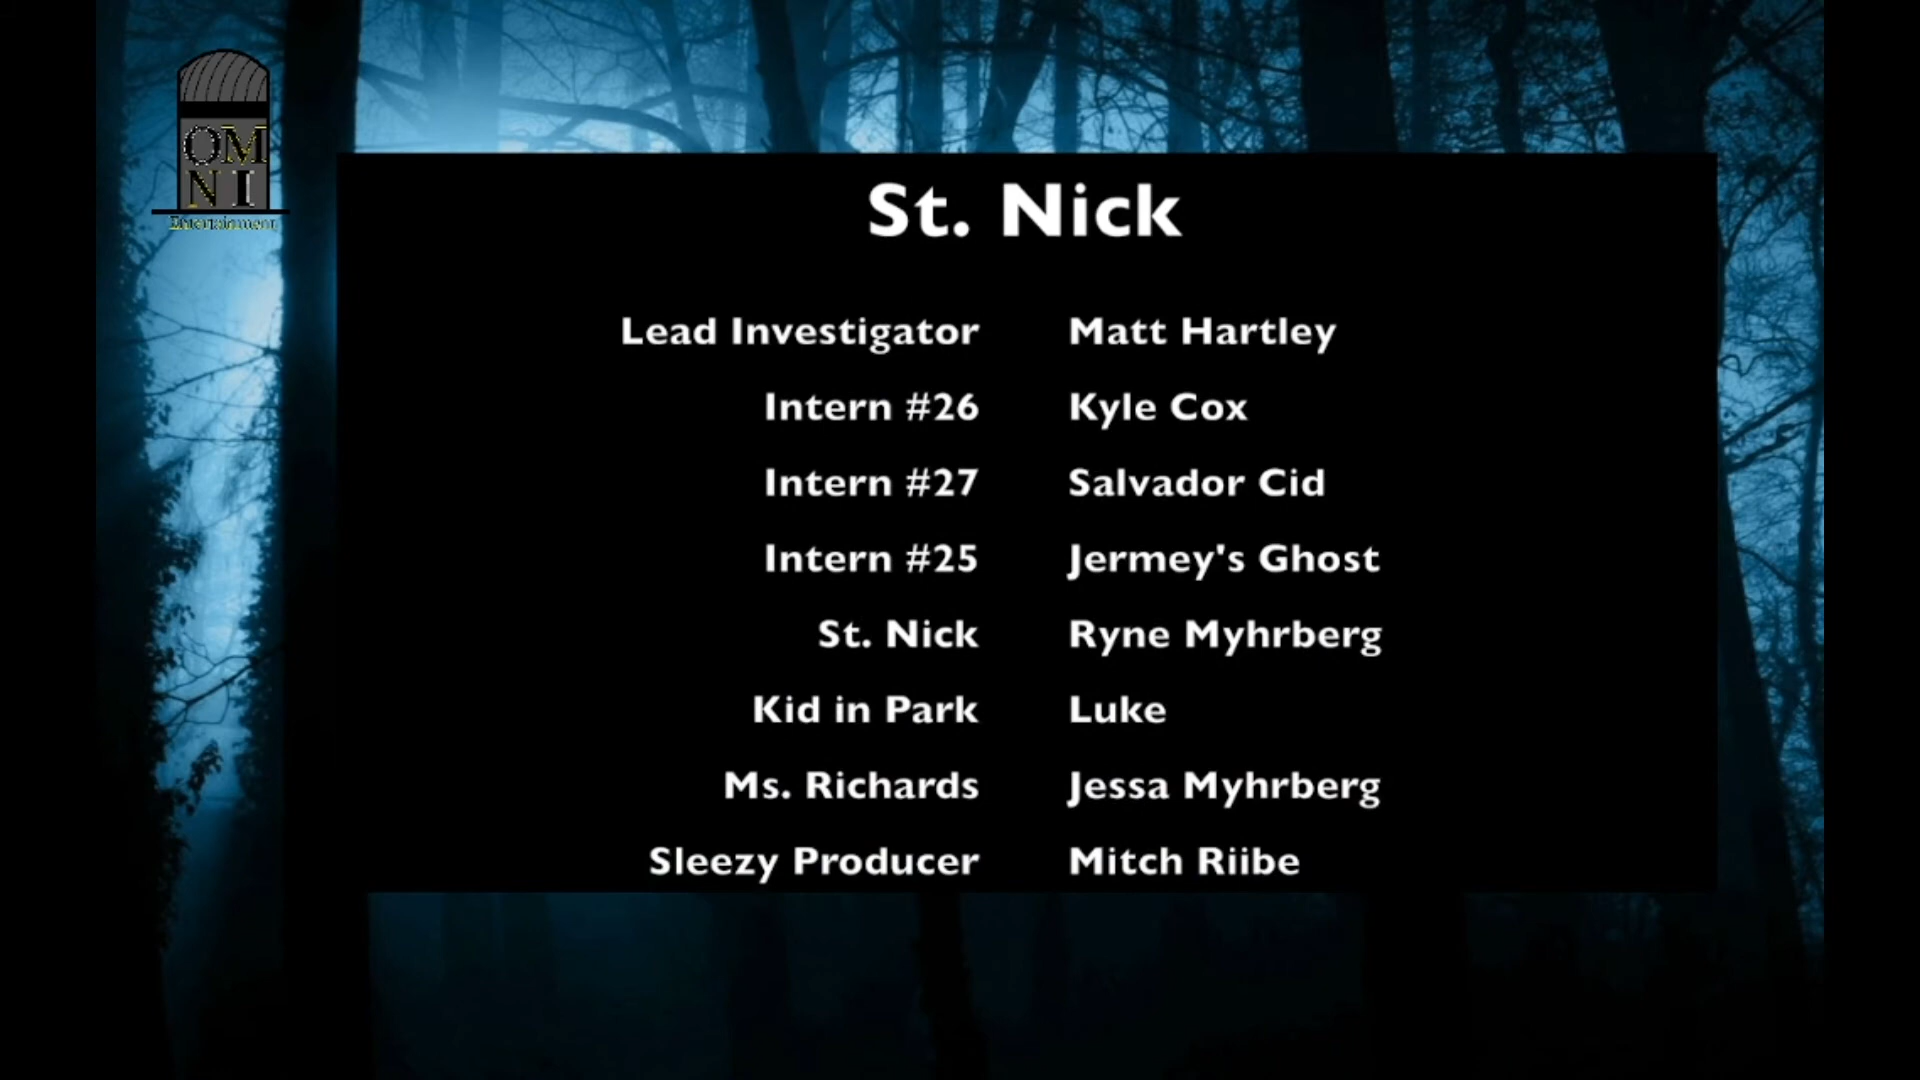 OM
NI
Entertainment
St. Nick
Lead Investigator Matt Hartley
Intern #26 Kyle Cox
Intern #27 Salvador Cid
Intern #25 Jermey's Ghost
St. Nick Ryne Myhrberg
Kid in Park Luke
Ms. Richards Jessa Myhrberg
Sleezy Producer Mitch Riibe